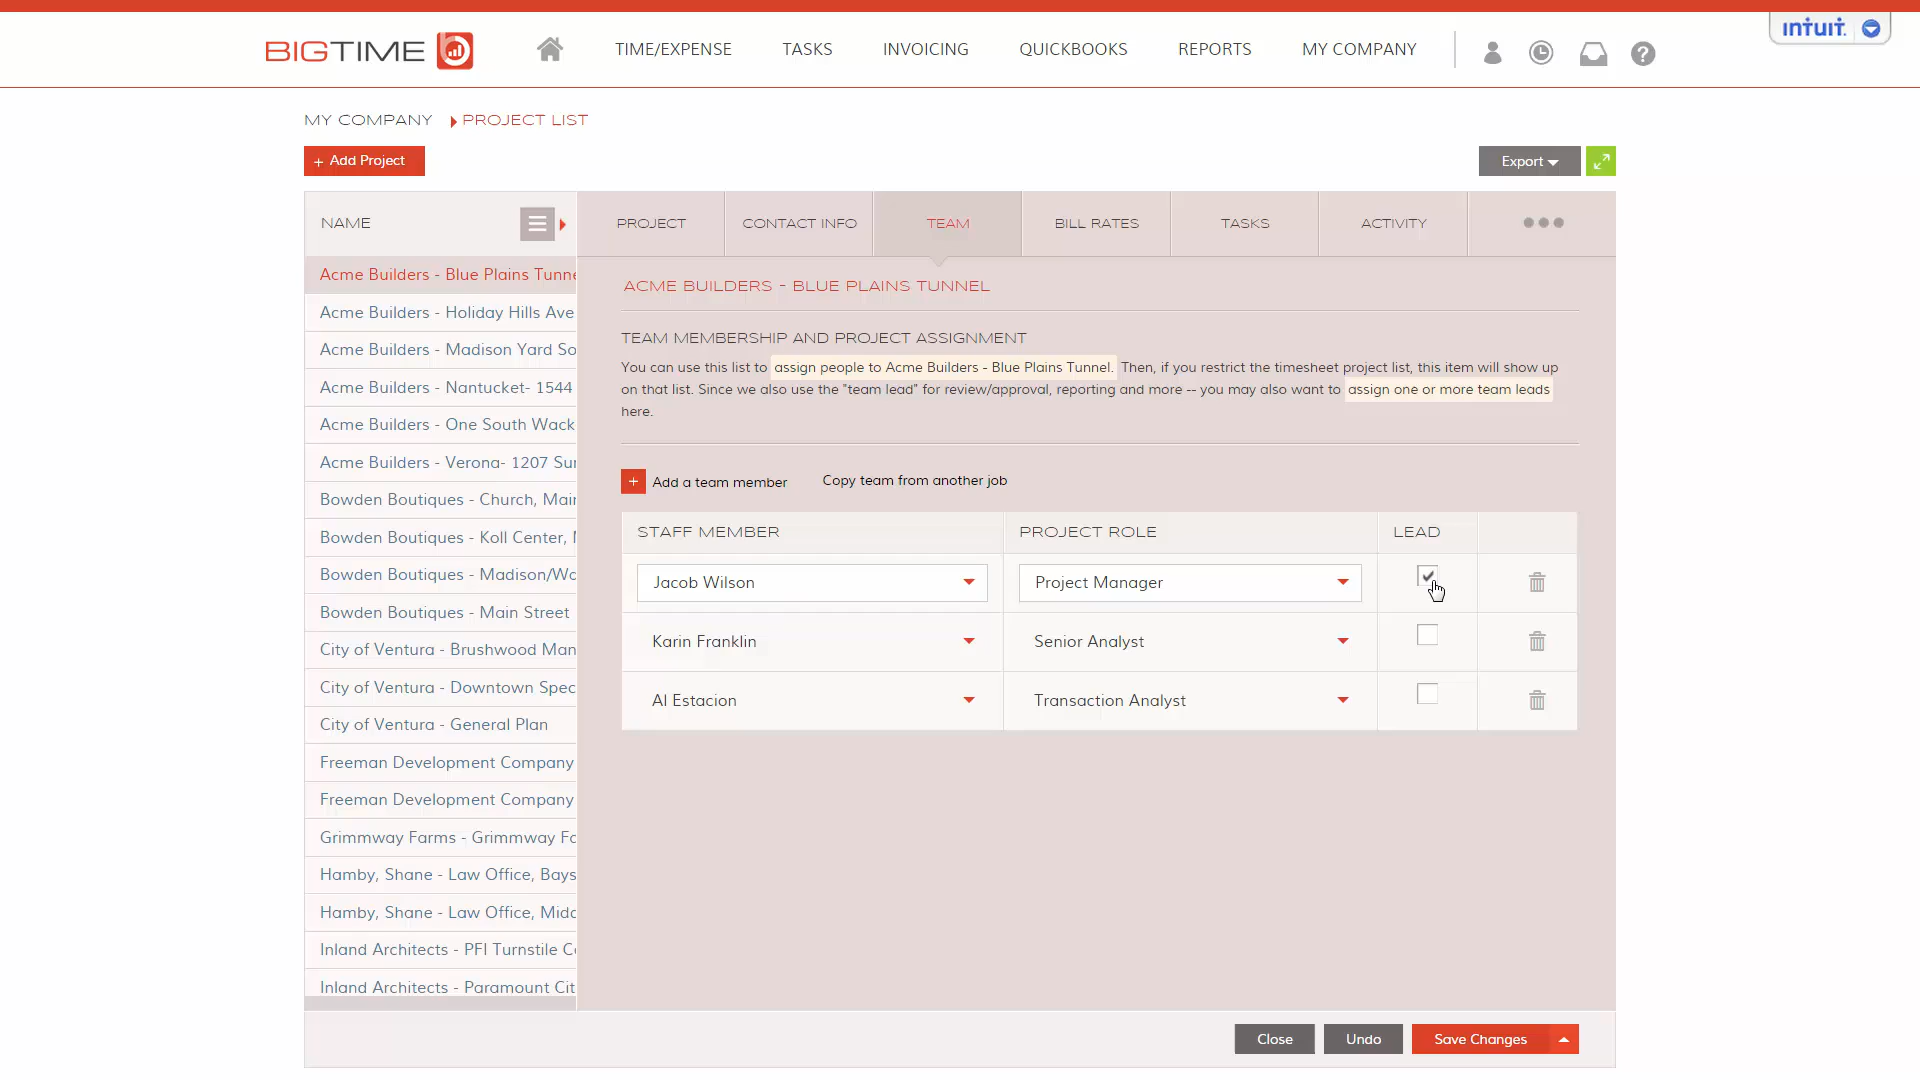 intuit.
BIGTIME
TIME/EXPENSE
TASKS
INVOICING
QUICKBOOKS
REPORTS
MY COMPANY
?
MY COMPANY
PROJECT LIST
+ Add Project
Export
NAME
PROJECT
CONTACT INFO
TEAM
BILL RATES
TASKS
ACTIVITY
Acme Builders - Blue Plains Tunne
Acme Builders - Holiday Hills Ave
Acme Builders - Madison Yard So
Acme Builders - Nantucket- 1544
Acme Builders - One South Wack
Acme Builders - Verona- 1207 Sur
Bowden Boutiques - Church, Mair
Bowden Boutiques - Koll Center,
Bowden Boutiques - Madison/Wo
Bowden Boutiques - Main Street
City of Ventura - Brushwood Man
City of Ventura - Downtown Spec
City of Ventura - General Plan
Freeman Development Company
Freeman Development Company
Grimmway Farms - Grimmway Fa
Hamby, Shane - Law Office, Bays
Hamby, Shane - Law Office, Midd
Inland Architects - PFI Turnstile Co
Inland Architects - Paramount Cit
ACME BUILDERS - BLUE PLAINS TUNNEL
TEAM MEMBERSHIP AND PROJECT ASSIGNMENT
You can use this list to assign people to Acme Builders - Blue Plains Tunnel. Then, if you restrict the timesheet project list, this item will show up
on that list. Since we also use the "team lead" for review/approval, reporting and more -- you may also want to assign one or more team leads
here.
+ Add a team member
Copy team from another job
STAFF MEMBER
PROJECT ROLE
LEAD
Jacob Wilson
Project Manager
Karin Franklin
Senior Analyst
Al Estacion
Transaction Analyst
Close
Undo
Save Changes